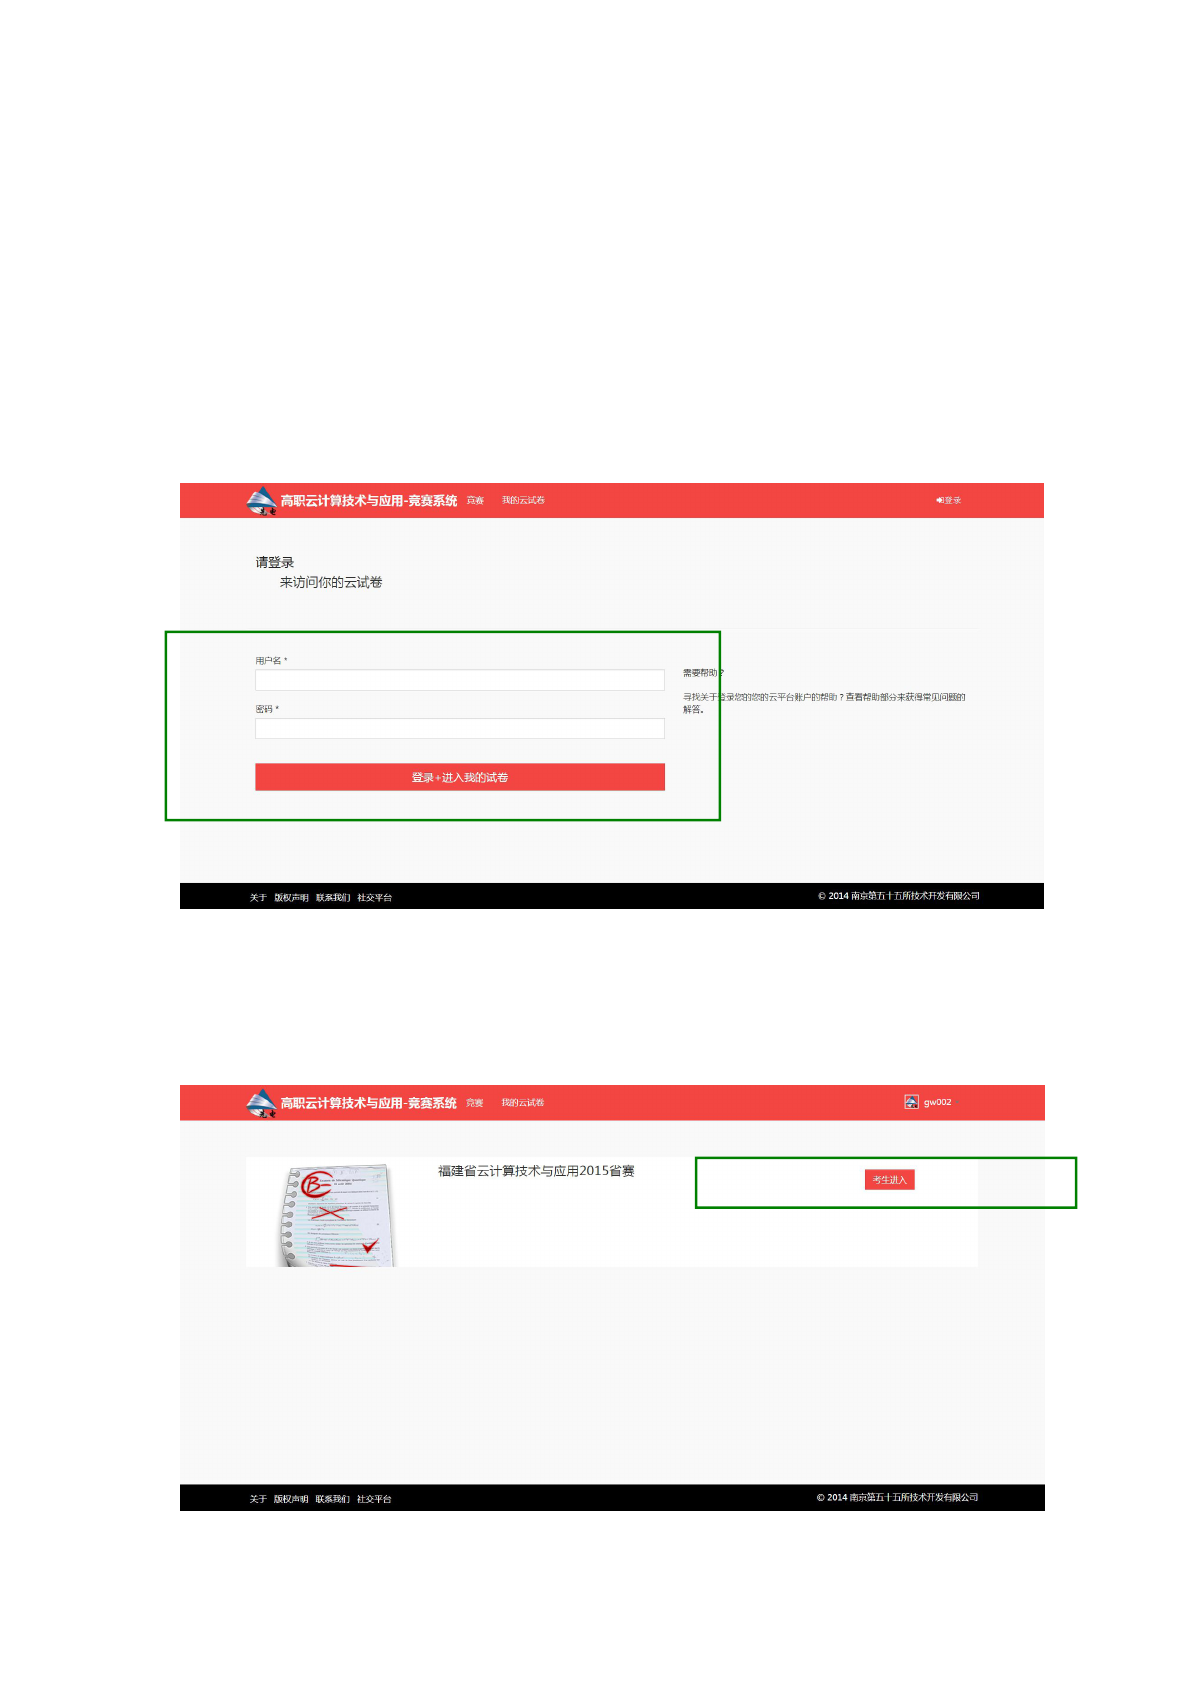 高职云计算技术与应用-竞赛系统 竞赛 我的云试卷 登录
请登录
来访问你的云试卷
用户名 *
需要帮助？
寻找关于登录您的您的云平台账户的帮助？查看帮助部分来获得常见问题的
解答。
密码 *
登录+进入我的试卷
关于 版权声明 联系我们 社交平台 © 2014 南京第五十五所技术开发有限公司
高职云计算技术与应用-竞赛系统 竞赛 我的云试卷 gw002
福建省云计算技术与应用2015省赛 考生进入
B-
关于 版权声明 联系我们 社交平台 © 2014 南京第五十五所技术开发有限公司